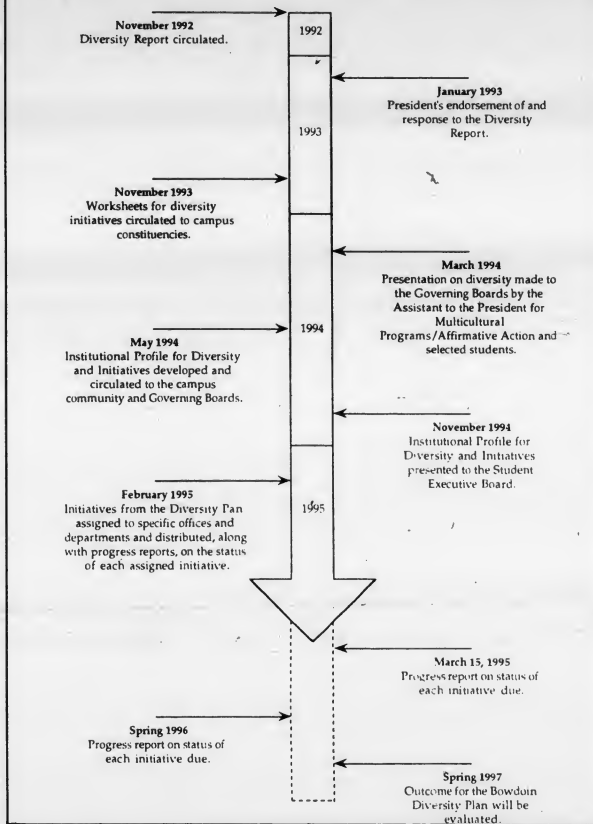 November 1992
Diversity Report circulated.
1992
January 1993
President's endorsement of and
response to the Diversity
Report.
1993
November 1993
Worksheets for diversity
initiatives circulated to campus
constituencies.
March 1994
Presentation on diversity made to
the Governing Boards by the
Assistant to the President for
Multicultural
Programs/Affirmative Action and
selected students.
1994
May 1994
Institutional Profile for Diversity
and Initiatives developed and
circulated to the campus
community and Governing Boards.
November 1994
Institutional Profile for
Diversity and Initiatives
presented to the Student
Executive Board.
February 1995
Initiatives from the Diversity Pan
assigned to specific offices and
departments and distributed, along
with progress reports, on the status
of each assigned initiative.
1995
March 15, 1995
Progress report on status of
each initiative due.
Spring 1996
Progress report on status of
each initiative due.
Spring 1997
Outcome for the Bowdoin
Diversity Plan will be
evaluated.